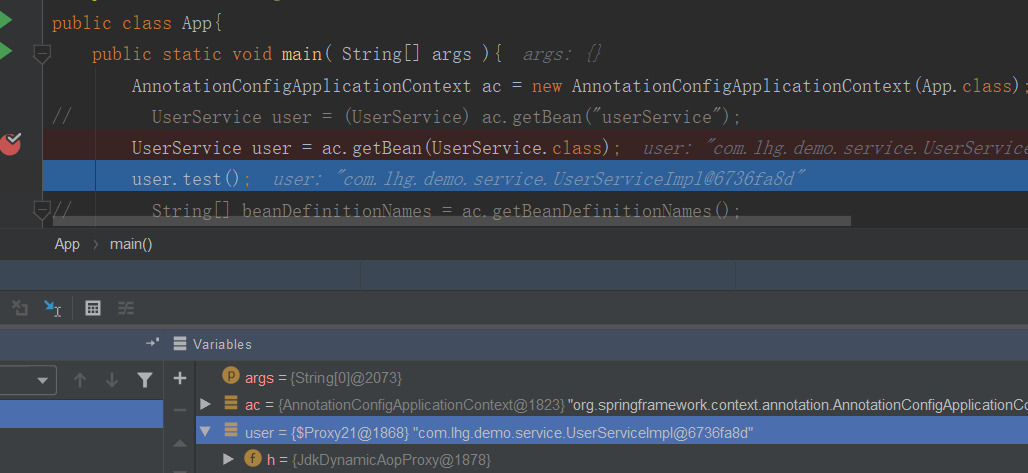 public class App{
public static void main( String[] args ){ args: {}
AnnotationConfigApplicationContext ac = new AnnotationConfigApplicationContext(App.class);
// UserService user = (UserService) ac.getBean("userService");
UserService user = ac.getBean(UserService.class); user: "com.lhg.demo.service.UserService
user.test(); user: "com.lhg.demo.service.UserServiceImpl@6736fa8d"
// String[] beanDefinitionNames = ac.getBeanDefinitionNames();
App › main()
Variables
args = {String[0]@2073}
ac = {AnnotationConfigApplicationContext@1823} "org.springframework.context.annotation.AnnotationConfigApplicationCo
user = {$Proxy21@1868} "com.lhg.demo.service.UserServiceImpl@6736fa8d"
h = {JdkDynamicAopProxy@1878}